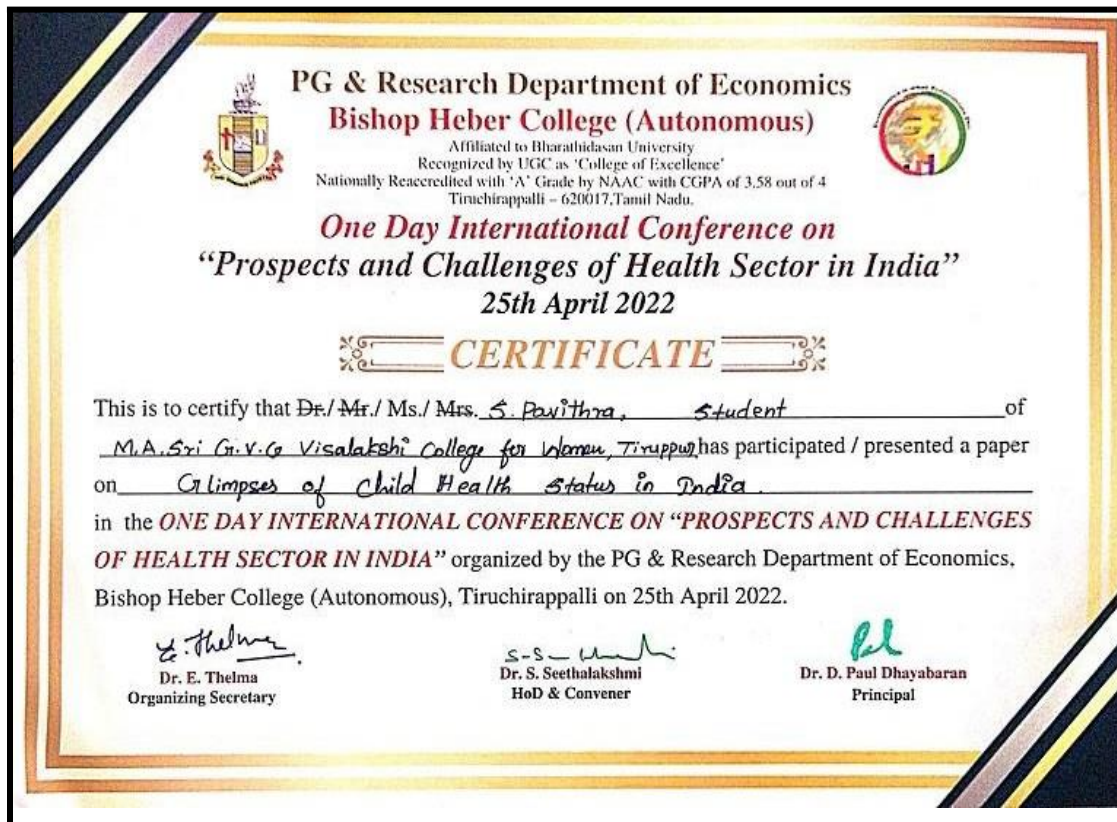 PG & Research Department of Economics
Bishop Heber College (Autonomous)
Affiliated to Bharathidasan University
Recognized by UGC as ‘College of Excellence’
Nationally Reaccredited with ‘A’ Grade by NAAC with CGPA of 3.58 out of 4
Tiruchirappalli – 620017,Tamil Nadu.
One Day International Conference on
“Prospects and Challenges of Health Sector in India”
25th April 2022
CERTIFICATE
This is to certify that Dr./ Mr./ Ms./ Mrs. S. Pavithra, Student of
M.A. Sri G.V.G Visalakshi College for Women, Tiruppur has participated / presented a paper
on Glimpses of Child Health Status in India.
in the ONE DAY INTERNATIONAL CONFERENCE ON “PROSPECTS AND CHALLENGES
OF HEALTH SECTOR IN INDIA” organized by the PG & Research Department of Economics,
Bishop Heber College (Autonomous), Tiruchirappalli on 25th April 2022.
E. Thelma
Dr. E. Thelma
Organizing Secretary
Dr. S. Seethalakshmi
HoD & Convener
Dr. D. Paul Dhayabaran
Principal